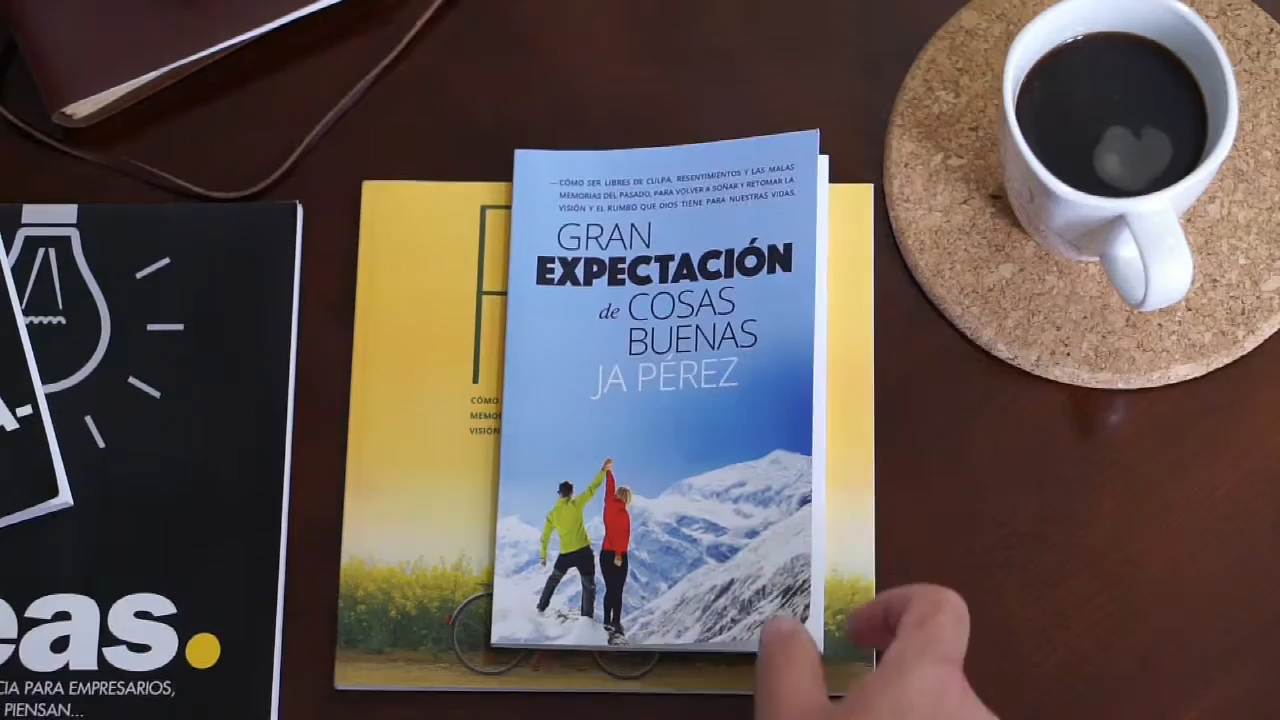 —CÓMO SER LIBRES DE CULPA, RESENTIMIENTOS Y LAS MALAS
MEMORIAS DEL PASADO, PARA VOLVER A SOÑAR Y RETOMAR LA
VISIÓN Y EL RUMBO QUE DIOS TIENE PARA NUESTRAS VIDAS.
GRAN
EXPECTACIÓN
de COSAS
BUENAS
JA PÉREZ
CÓMO
VISIÓN
eas.
PARA EMPRESARIOS,
PIENSAN...